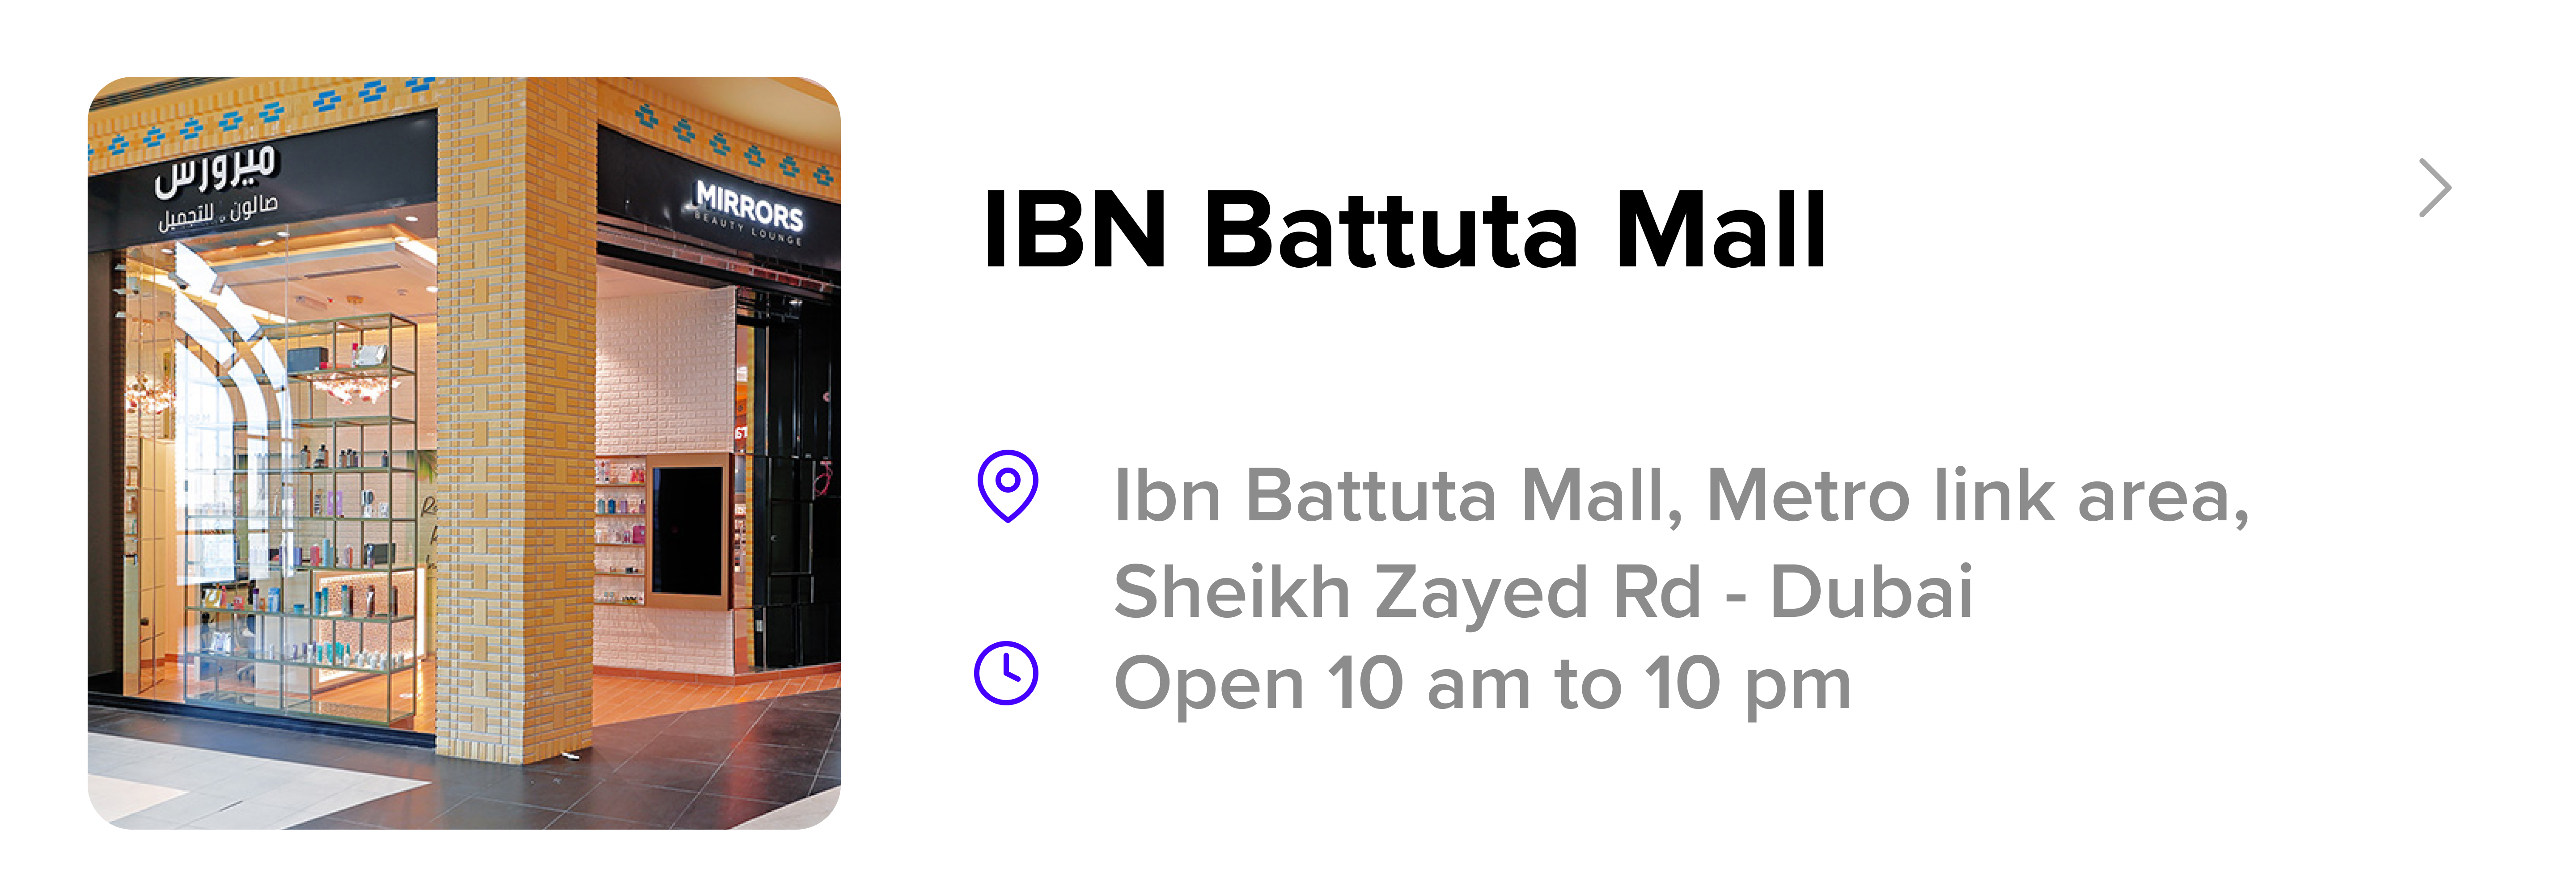 ميرورس
صالون للتجميل
MIRRORS
BEAUTY LOUNGE
IBN Battuta Mall
Ibn Battuta Mall, Metro link area,
Sheikh Zayed Rd - Dubai
Open 10 am to 10 pm